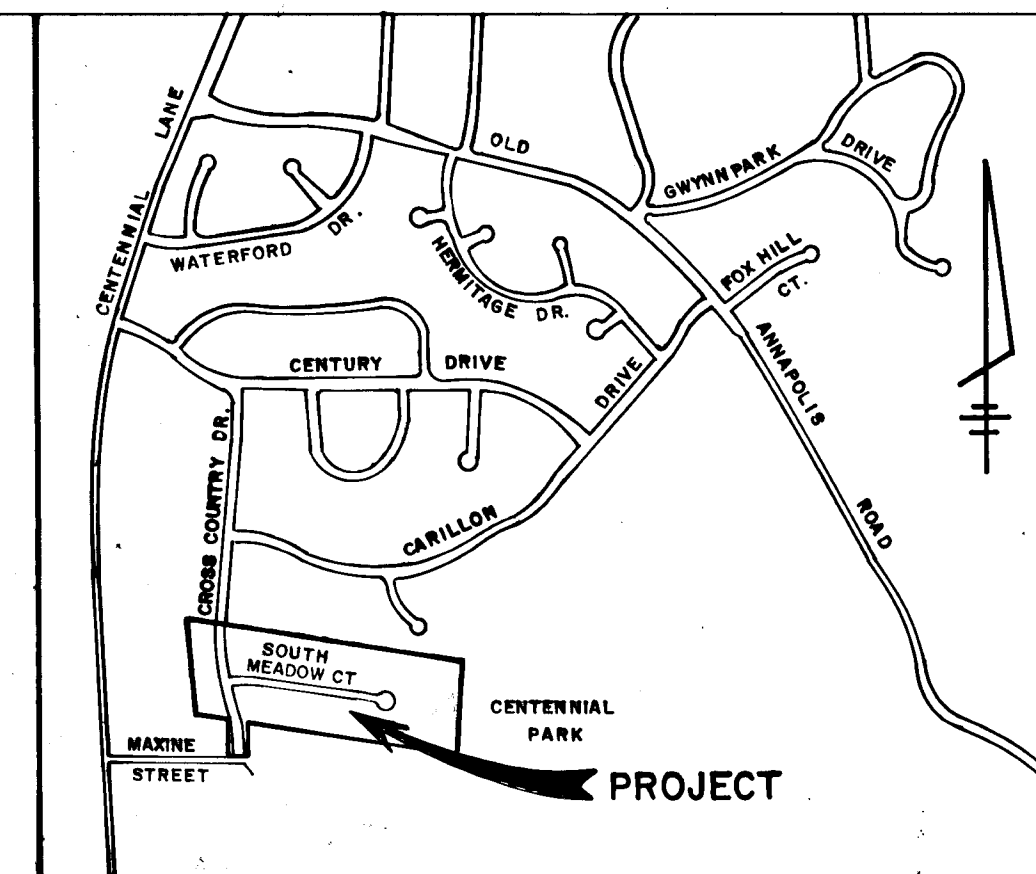 CENTENNIAL LANE
OLD
ANNAPOLIS
ROAD
GWYNN PARK
DRIVE
WATERFORD
DR.
HERMITAGE DR.
FOX HILL
CT.
CENTURY DRIVE
DRIVE
CARILLON
CROSS COUNTRY DR.
SOUTH
MEADOW CT
CENTENNIAL
PARK
MAXINE
STREET
PROJECT